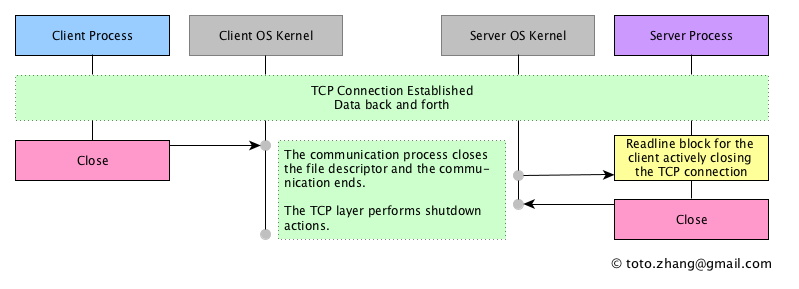 Client Process
Client OS Kernel
Server OS Kernel
Server Process
TCP Connection Established
Data back and forth
Close
The communication process closes
the file descriptor and the commu-
nication ends.
The TCP layer performs shutdown
actions.
Readline block for the
client actively closing
the TCP connection
Close
© toto.zhang@gmail.com